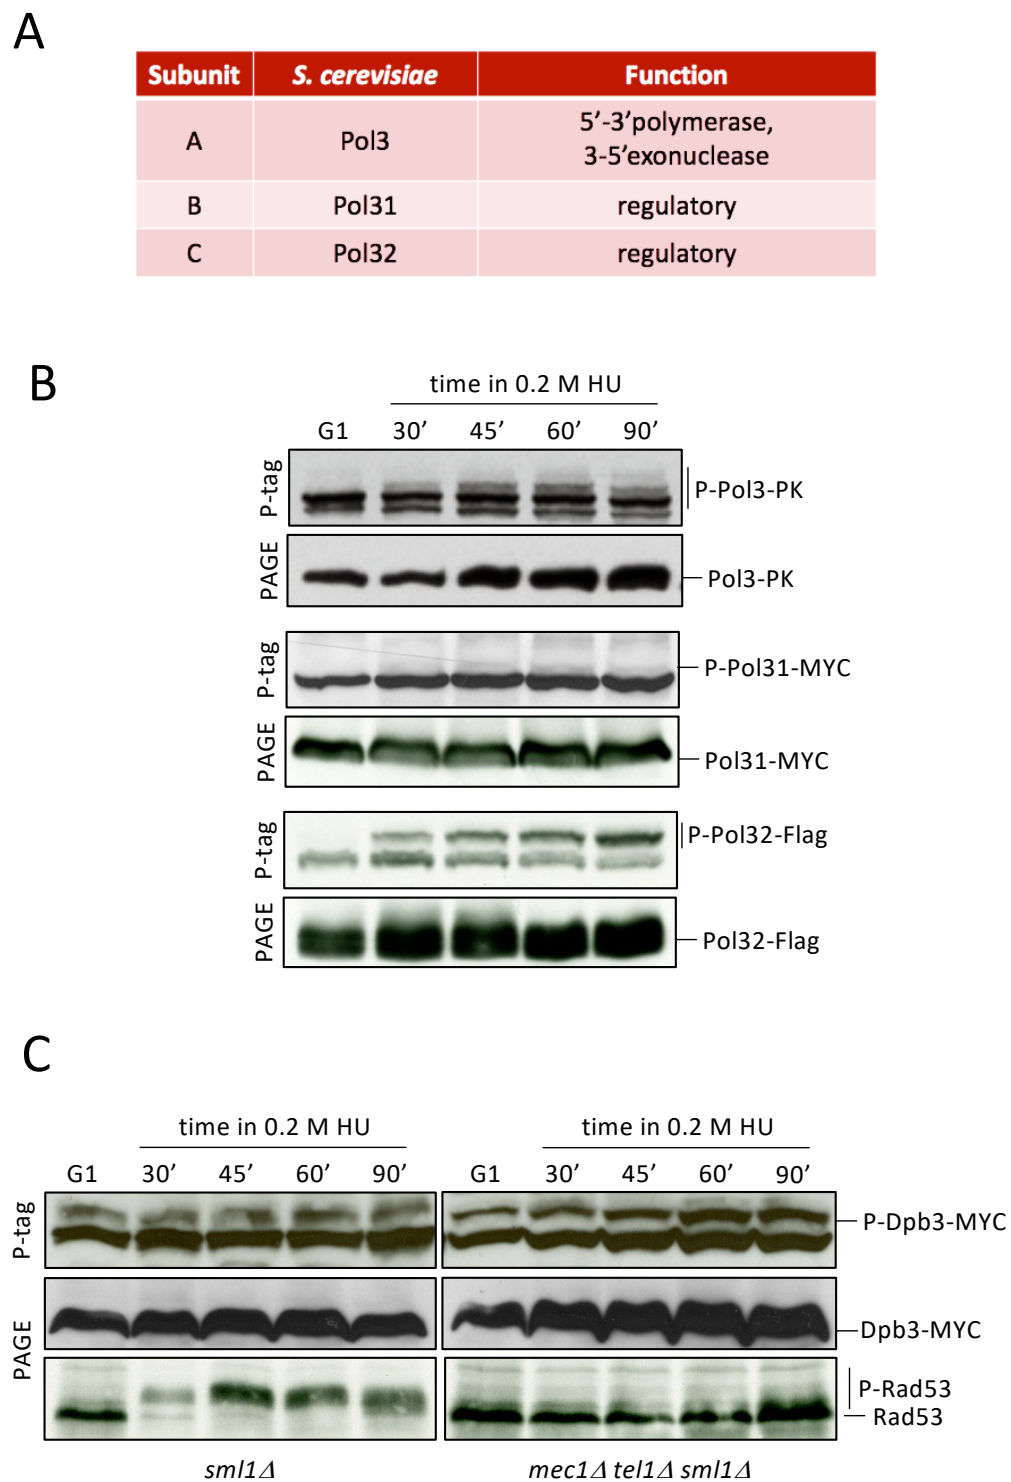 A
Subunit S. cerevisiae Function
A Pol3 5’-3’polymerase,
3-5’exonuclease
B Pol31 regulatory
C Pol32 regulatory
B
time in 0.2 M HU
G1 30’ 45’ 60’ 90’
P-tag P-Pol3-PK
PAGE Pol3-PK
P-tag P-Pol31-MYC
PAGE Pol31-MYC
P-tag P-Pol32-Flag
PAGE Pol32-Flag
C
time in 0.2 M HU time in 0.2 M HU
G1 30’ 45’ 60’ 90’ G1 30’ 45’ 60’ 90’
P-tag P-Dpb3-MYC
PAGE Dpb3-MYC
P-Rad53
Rad53
sml1Δ mec1Δ tel1Δ sml1Δ